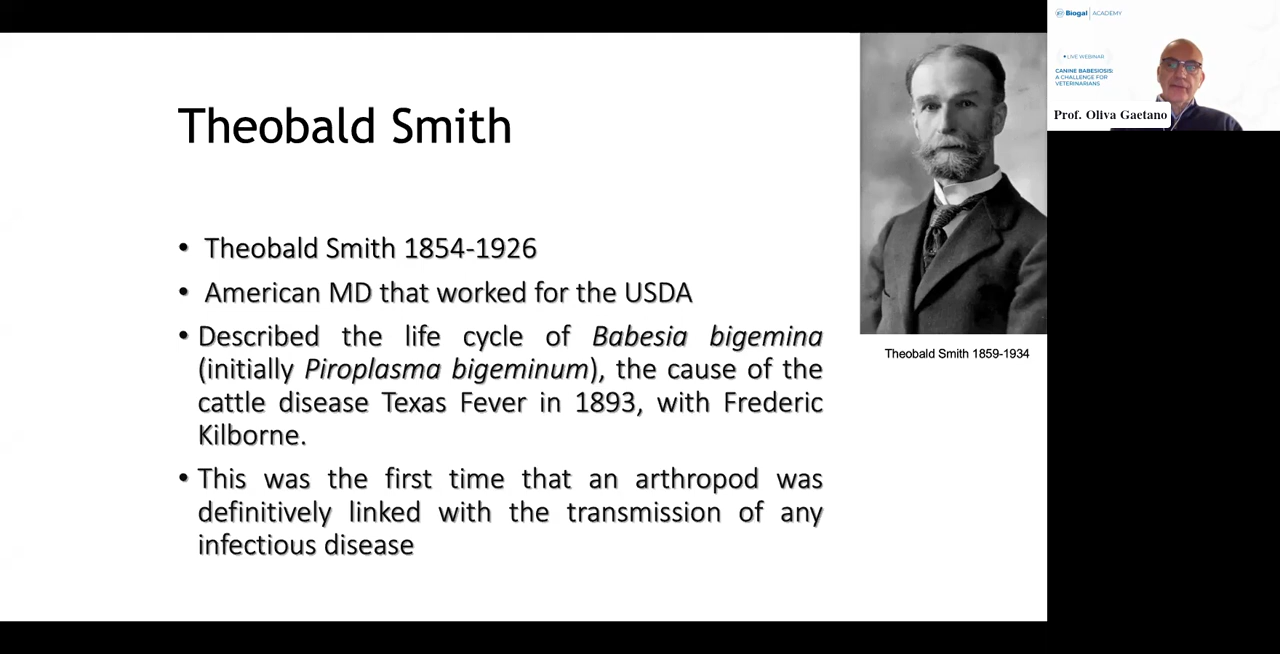 Theobald Smith
• Theobald Smith 1854-1926
• American MD that worked for the USDA
• Described the life cycle of Babesia bigemina
(initially Piroplasma bigeminum), the cause of the
cattle disease Texas Fever in 1893, with Frederic
Kilborne.
• This was the first time that an arthropod was
definitively linked with the transmission of any
infectious disease
Theobald Smith 1859-1934
Biogal | ACADEMY
LIVE WEBINAR
CANINE BABESIOSIS:
A CHALLENGE FOR
VETERINARIANS
Prof. Oliva Gaetano